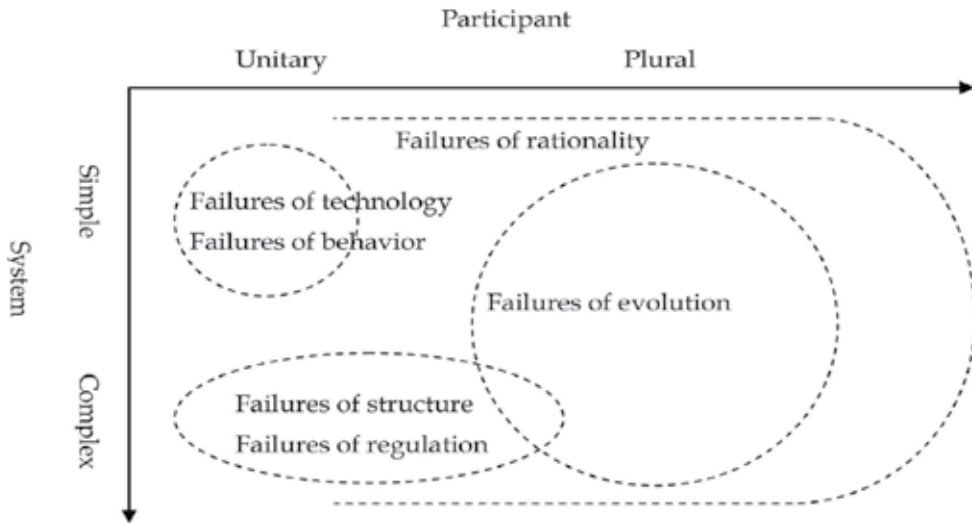 Participant
Unitary
Plural
Failures of rationality
Simple
Failures of technology
Failures of behavior
System
Failures of evolution
Complex
Failures of structure
Failures of regulation